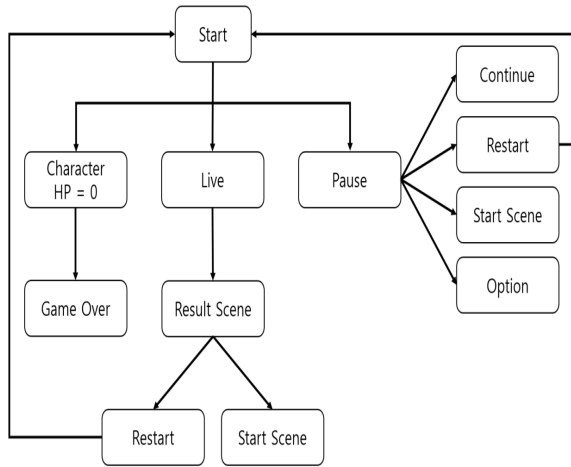 Start
Continue
Restart
Character
HP = 0
Live
Pause
Start Scene
Option
Game Over
Result Scene
Restart
Start Scene